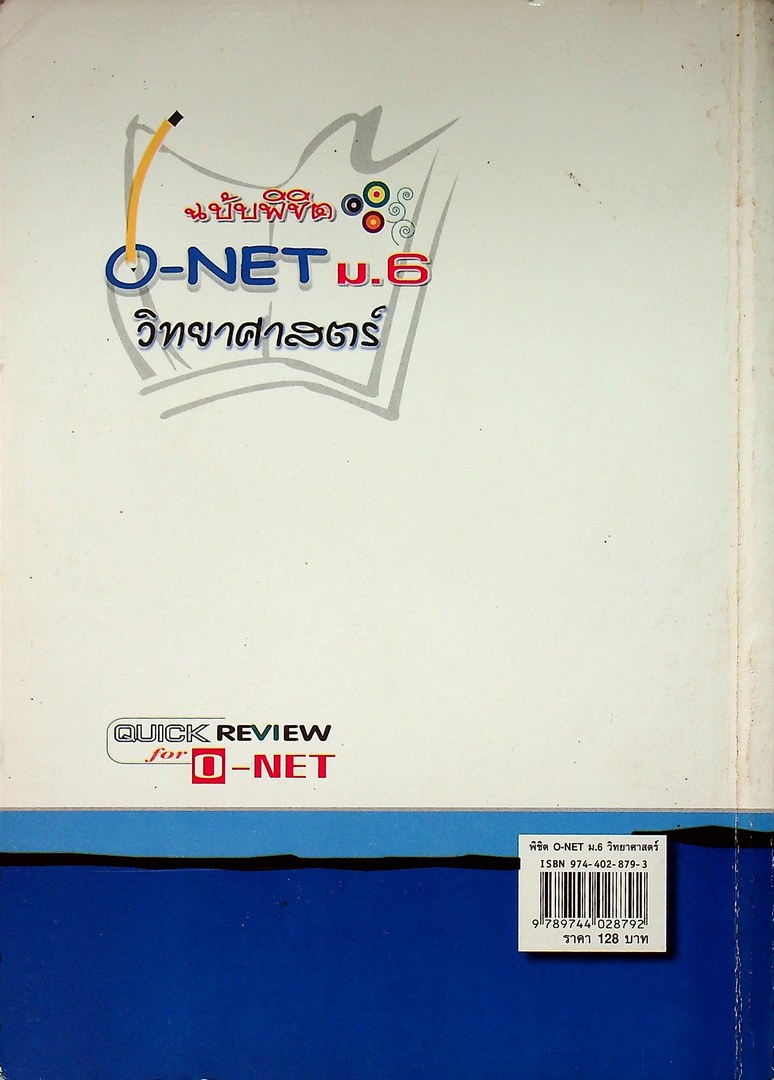 ฉบับพิชิต
O-NET ม.6
วิทยาศาสตร์
QUICK REVIEW
for O-NET
พิชิต O-NET ม.6 วิทยาศาสตร์
ISBN 974-402-879-3
9 789744 028792
ราคา 128 บาท